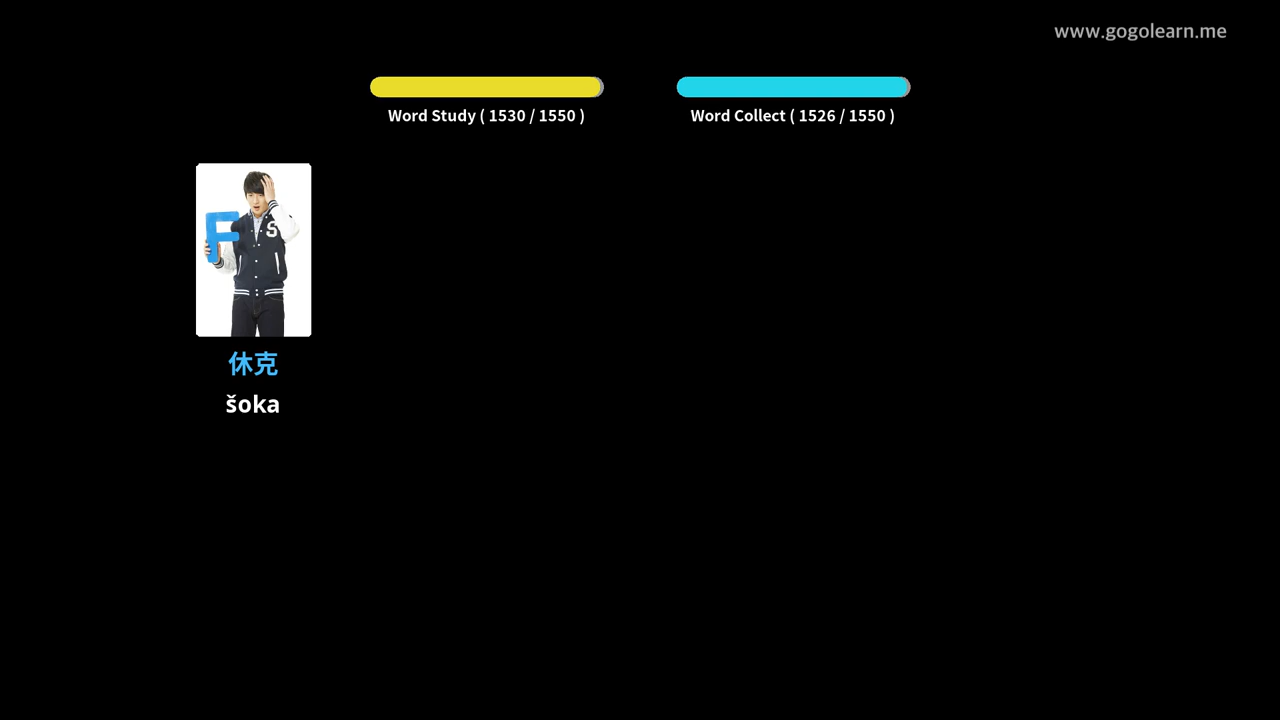 www.gogolearn.me
Word Study ( 1530 / 1550 )
Word Collect ( 1526 / 1550 )
F
S
休克
šoka